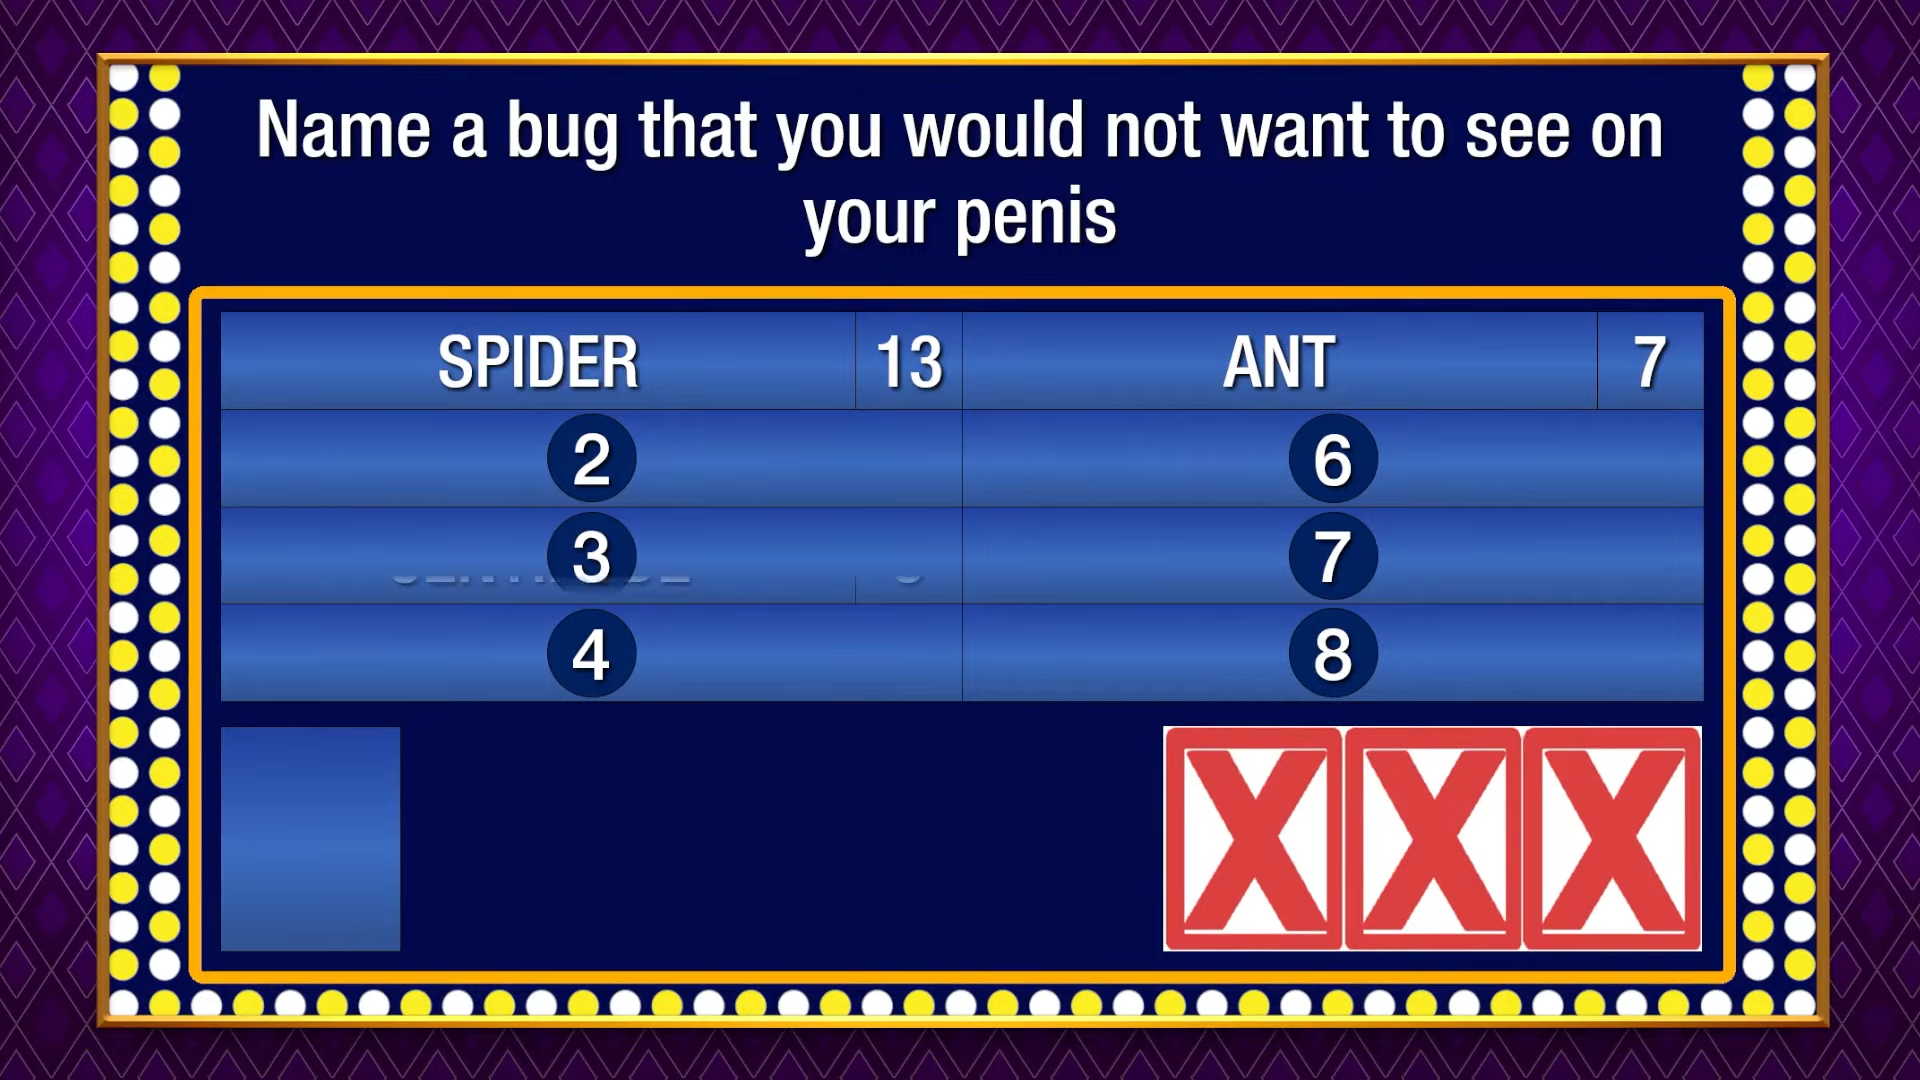 Name a bug that you would not want to see on
your penis
SPIDER 13 ANT 7
2 6
3 7
4 8
X X X